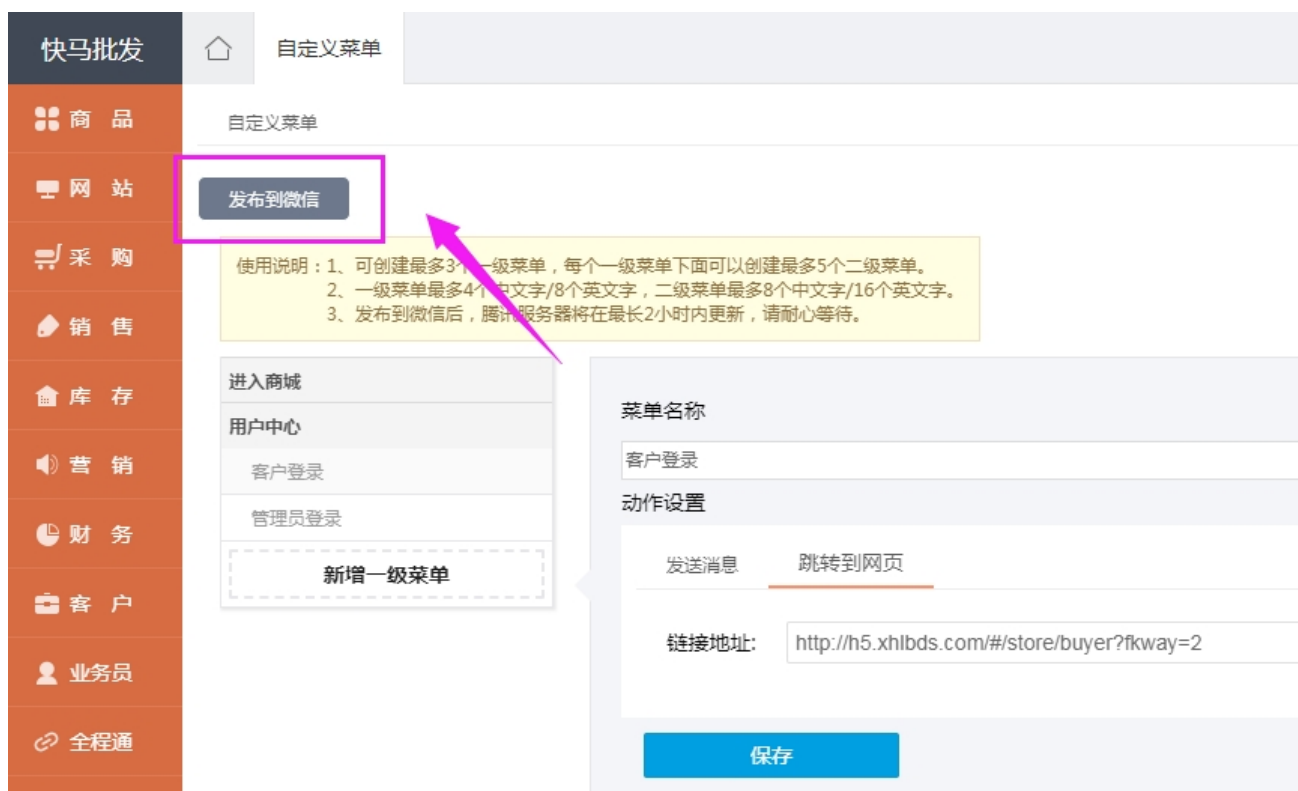 快马批发
自定义菜单
商 品
网 站
采 购
销 售
库 存
营 销
财 务
客 户
业务员
全程通
自定义菜单
发布到微信
使用说明：1、可创建最多3个一级菜单，每个一级菜单下面可以创建最多5个二级菜单。
2、一级菜单最多4个中文字/8个英文字，二级菜单最多8个中文字/16个英文字。
3、发布到微信后，腾讯服务器将在最长2小时内更新，请耐心等待。
进入商城
用户中心
客户登录
管理员登录
新增一级菜单
菜单名称
客户登录
动作设置
发送消息
跳转到网页
链接地址:
http://h5.xhlbds.com/#/store/buyer?fkway=2
保存